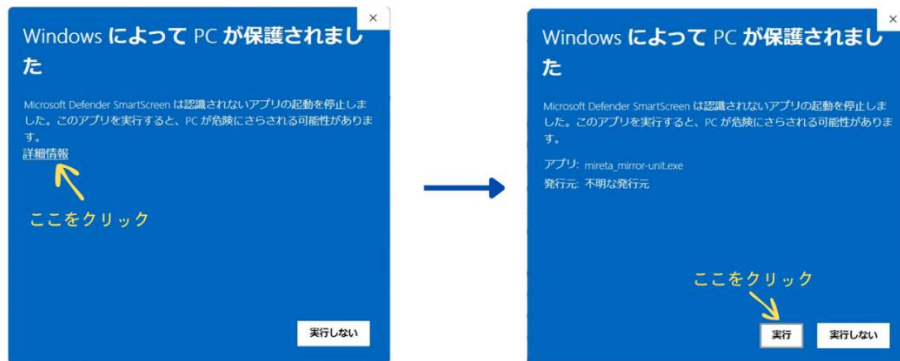 ×
Windows によって PC が保護されまし
た
Microsoft Defender SmartScreen は認識されないアプリの起動を停止しま
した。このアプリを実行すると、PC が危険にさらされる可能性がありま
す。
詳細情報
ここをクリック
実行しない
×
Windows によって PC が保護されまし
た
Microsoft Defender SmartScreen は認識されないアプリの起動を停止しま
した。このアプリを実行すると、PC が危険にさらされる可能性がありま
す。
アプリ: mireta_mirror-unit.exe
発行元: 不明な発行元
ここをクリック
実行 実行しない